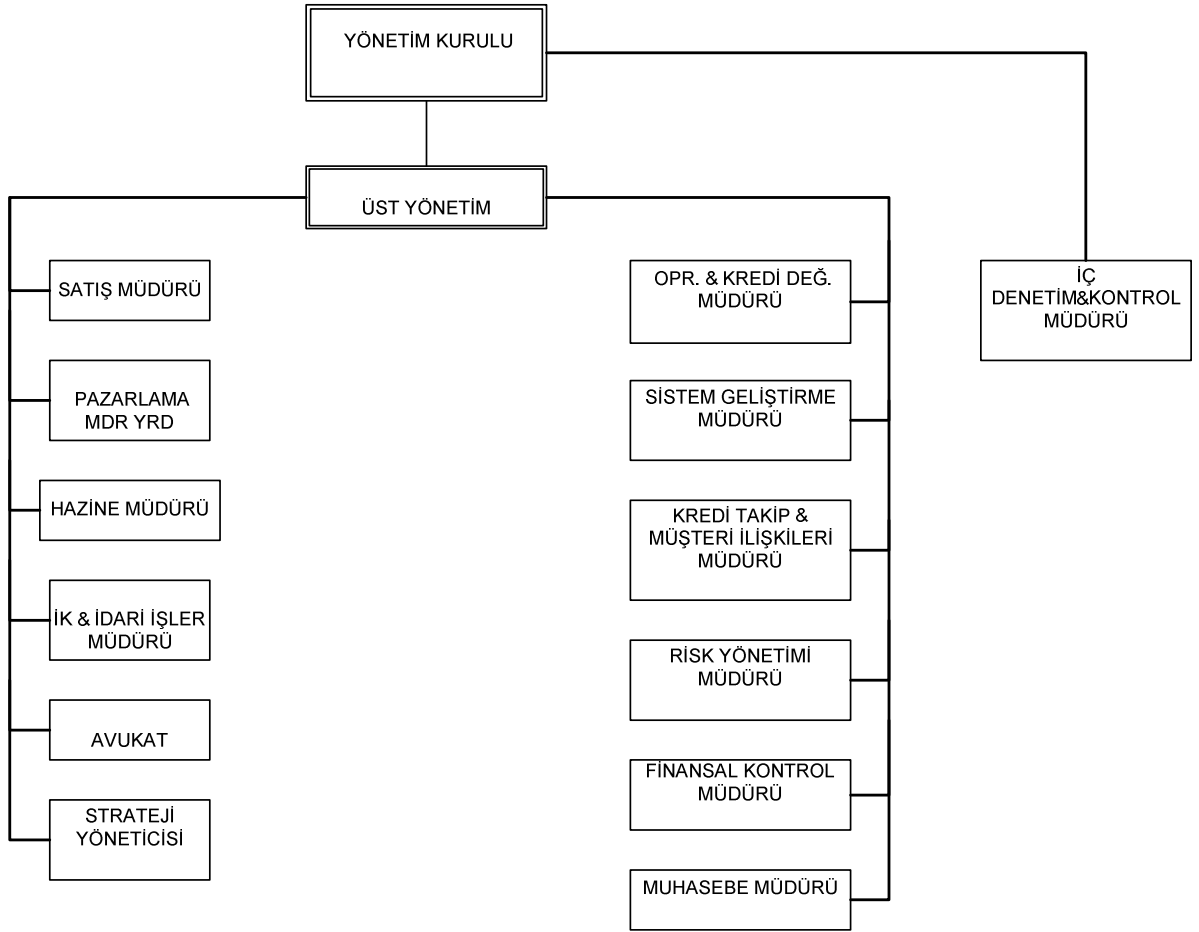 YÖNETİM KURULU
ÜST YÖNETİM
SATIŞ MÜDÜRÜ
PAZARLAMA
MDR YRD
HAZİNE MÜDÜRÜ
İK & İDARİ İŞLER
MÜDÜRÜ
AVUKAT
STRATEJİ
YÖNETİCİSİ
OPR. & KREDİ DEĞ.
MÜDÜRÜ
SİSTEM GELİŞTİRME
MÜDÜRÜ
KREDİ TAKİP &
MÜŞTERİ İLİŞKİLERİ
MÜDÜRÜ
RİSK YÖNETİMİ
MÜDÜRÜ
FİNANSAL KONTROL
MÜDÜRÜ
MUHASEBE MÜDÜRÜ
İÇ
DENETİM&KONTROL
MÜDÜRÜ